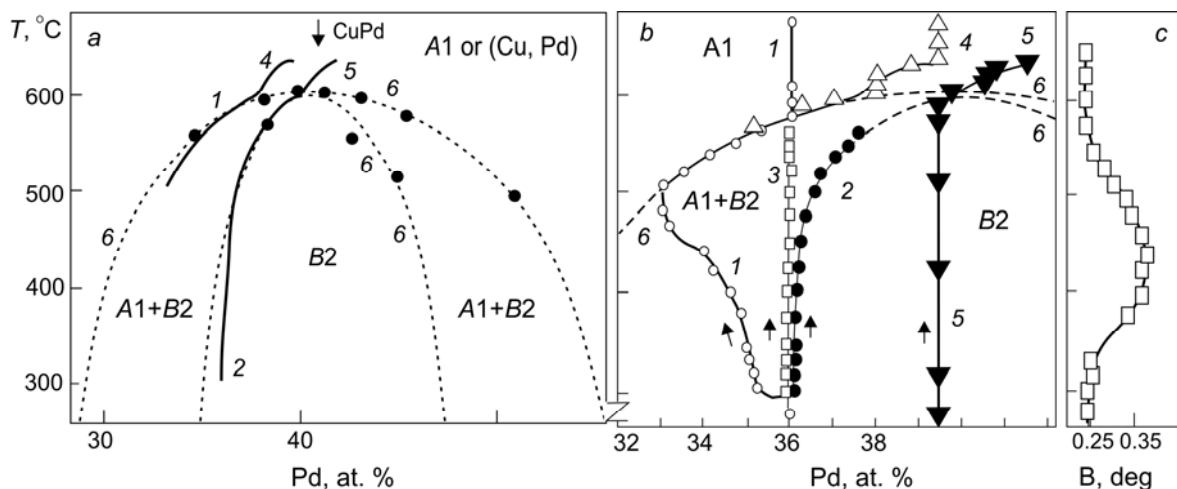 T, °C
a
CuPd
A1 or (Cu, Pd)
600
500
400
300
1
4
5
6
6
6
6
2
A1+B2
B2
A1+B2
30
40
Pd, at. %
b
A1
1
4
5
6
6
3
2
A1+B2
6
1
B2
5
32
34
36
38
Pd, at. %
c
0.25
0.35
B, deg